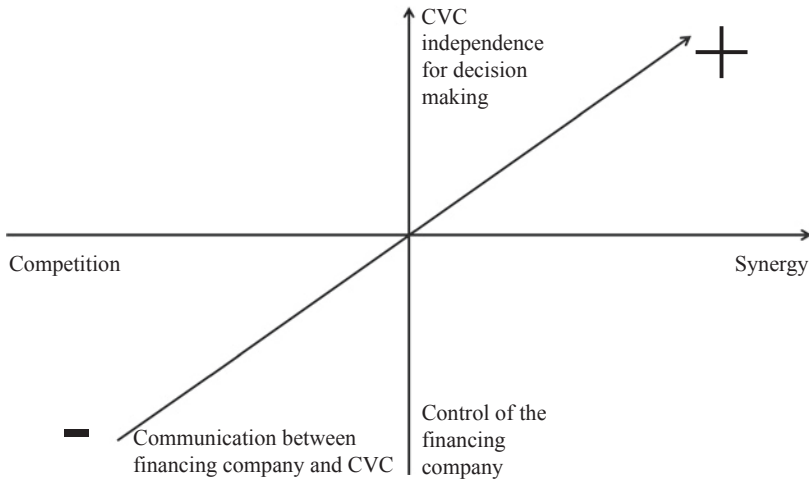 CVC
independence
for decision
making
+
Competition
Synergy
-
Communication between
financing company and CVC
Control of the
financing
company